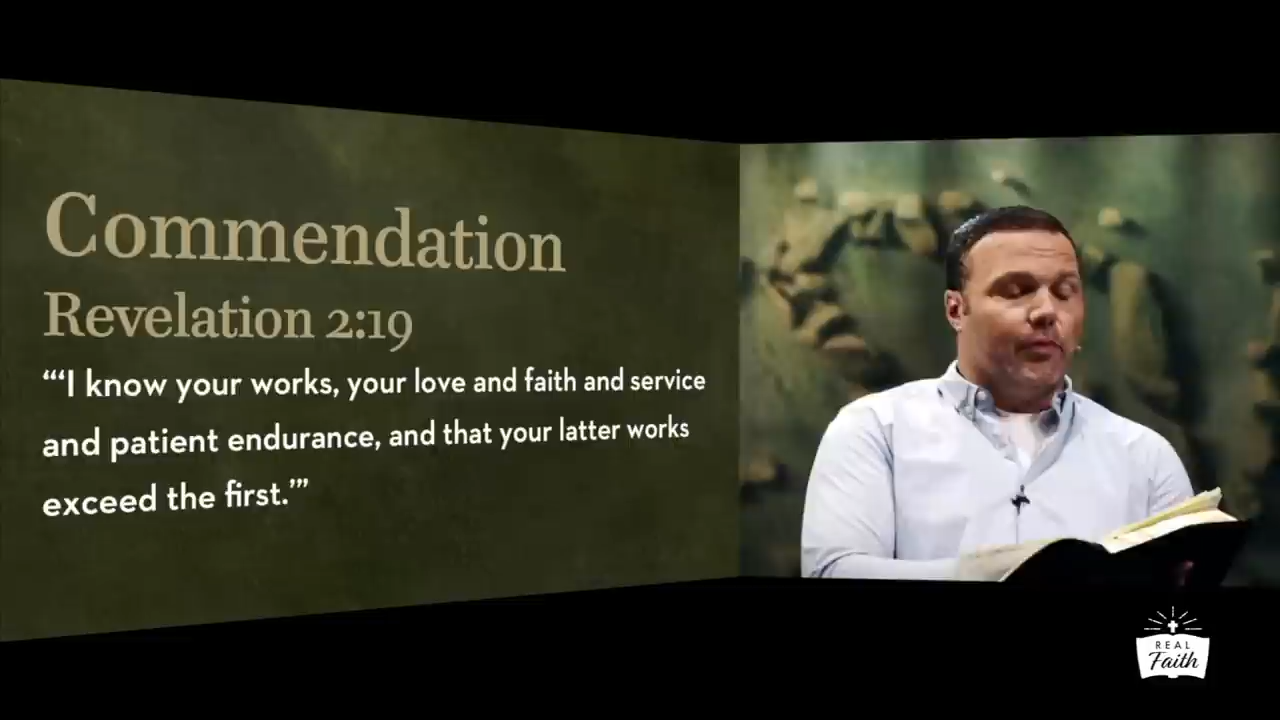 Commendation
Revelation 2:19
“‘“I know your works, your love and faith and service
and patient endurance, and that your latter works
exceed the first.’”
REAL
Faith